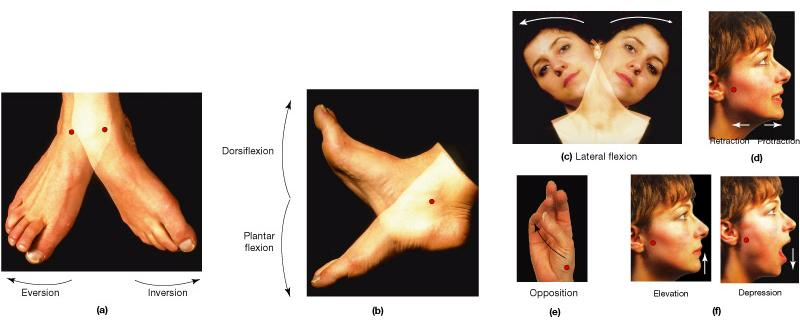 Eversion
Inversion
(a)
Dorsiflexion
Plantar
flexion
(b)
(c) Lateral flexion
Retraction Protraction
(d)
Opposition
(e)
Elevation
Depression
(f)